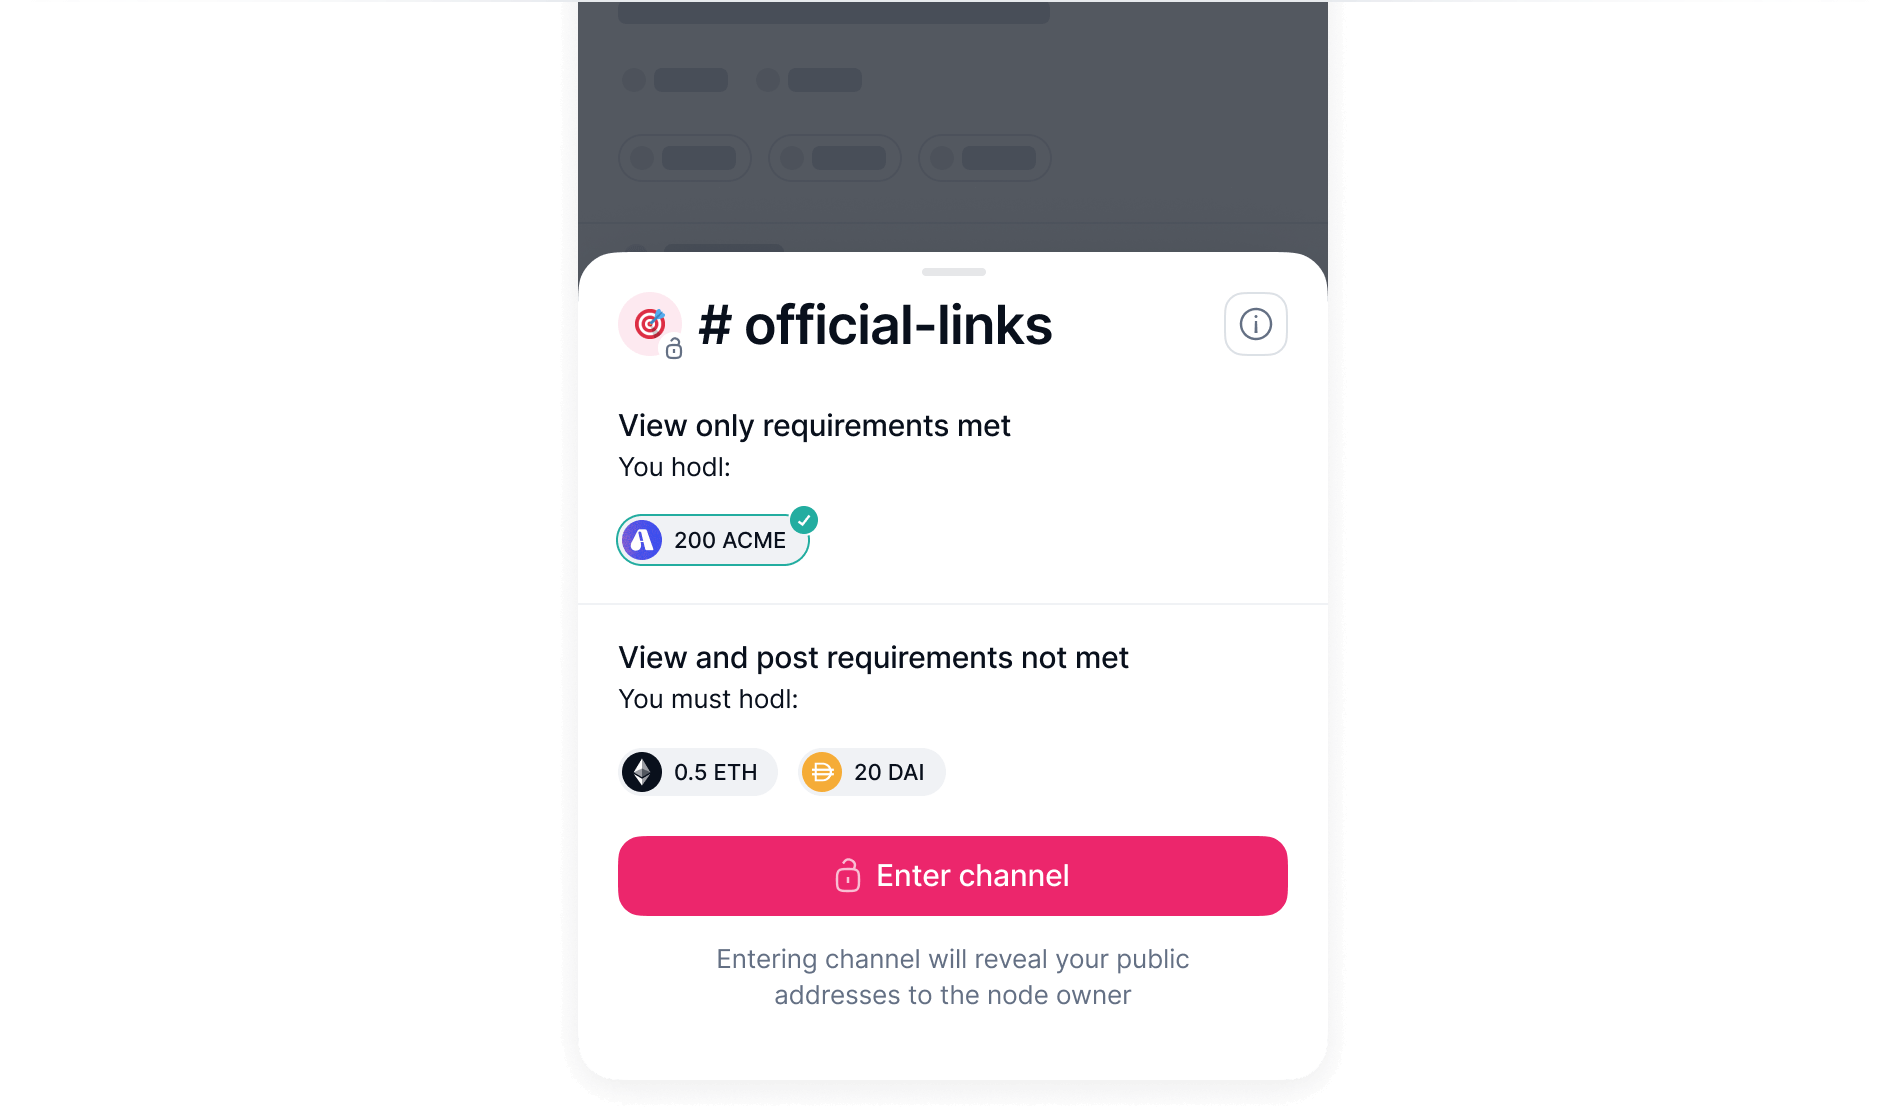 # official-links
View only requirements met
You hodl:
200 ACME
View and post requirements not met
You must hodl:
0.5 ETH
20 DAI
Enter channel
Entering channel will reveal your public
addresses to the node owner